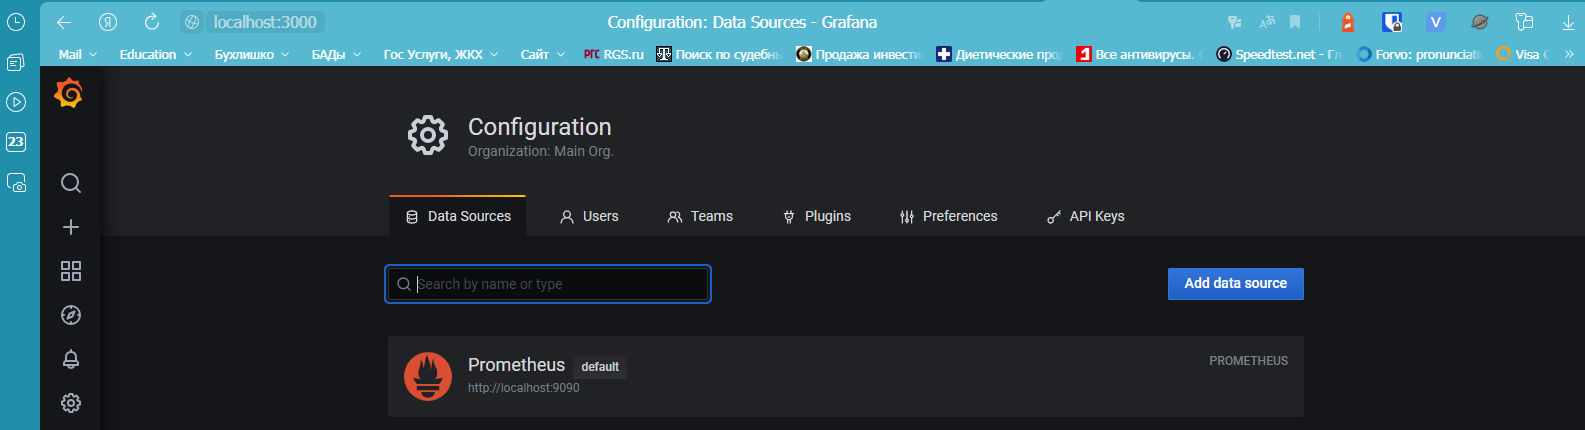 localhost:3000
Configuration: Data Sources - Grafana
Mail
Education
Бухлишко
БАДы
Гос Услуги, ЖКХ
Сайт
РГС RGS.ru
Поиск по судебн
Продажа инвести
Диетические про
Все антивирусы.
Speedtest.net - Гл
Forvo: pronunciati
Visa
»
23
Configuration
Organization: Main Org.
Data Sources
Users
Teams
Plugins
Preferences
API Keys
Search by name or type
Add data source
Prometheus default
PROMETHEUS
http://localhost:9090